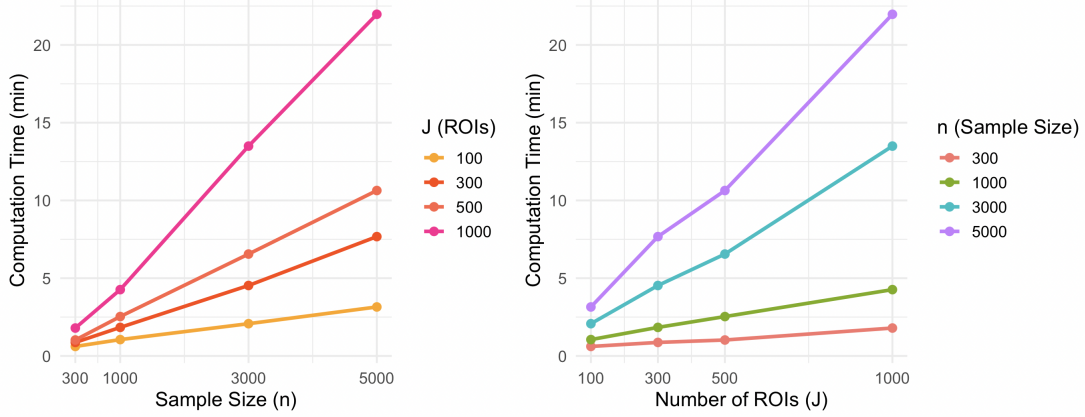 20
15
10
5
0
Computation Time (min)
300 1000 3000 5000
Sample Size (n)
J (ROIs)
100
300
500
1000
20
15
10
5
0
Computation Time (min)
100 300 500 1000
Number of ROIs (J)
n (Sample Size)
300
1000
3000
5000